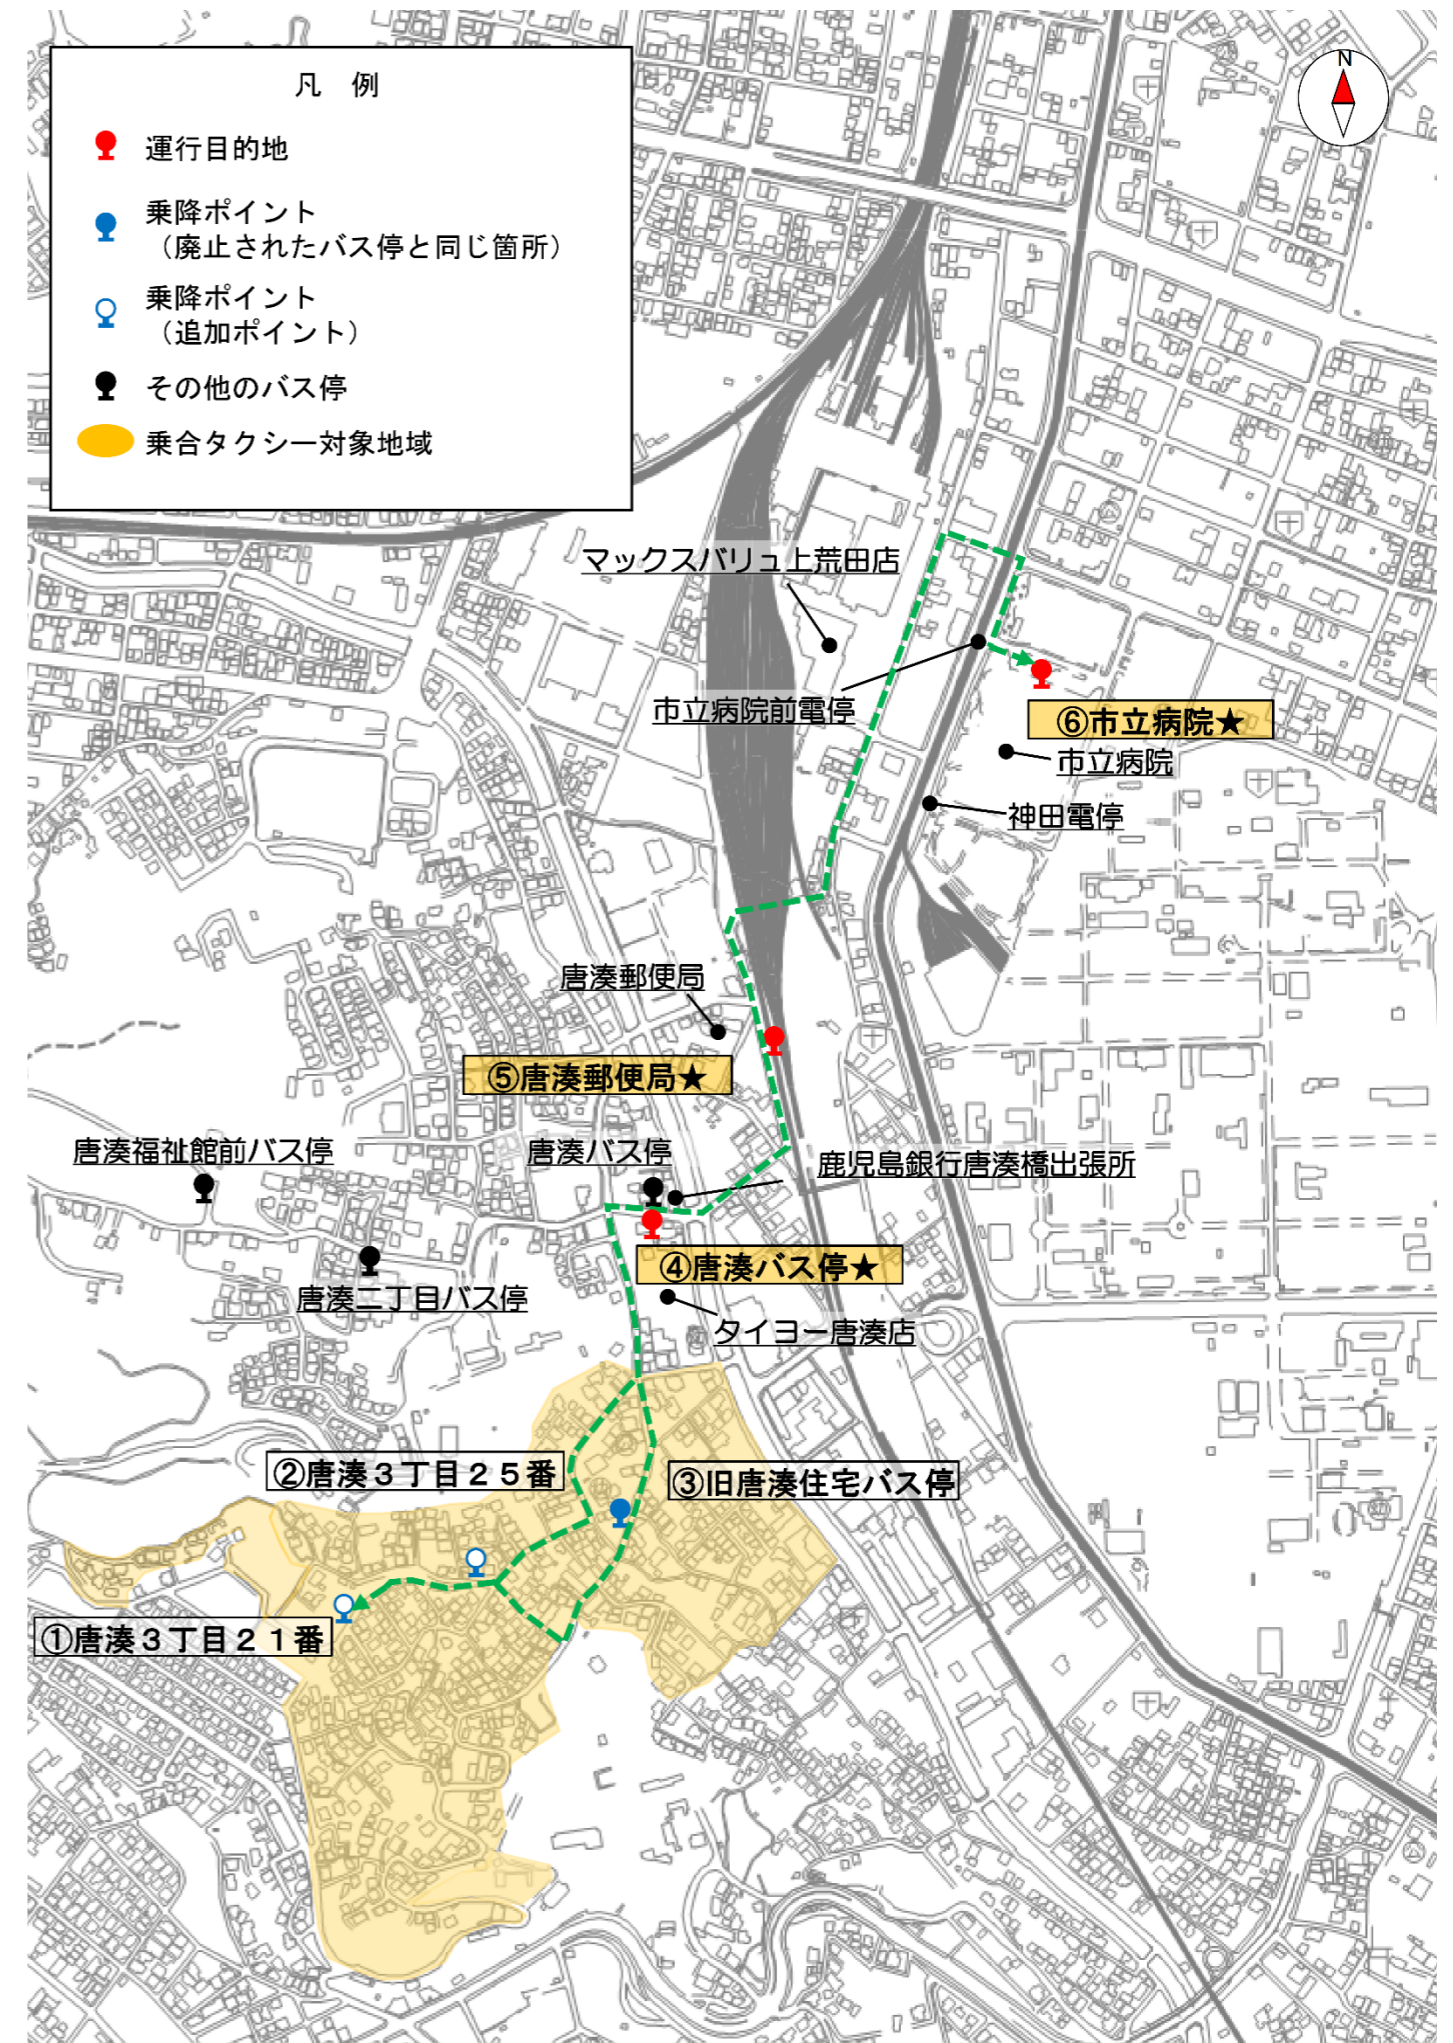 凡　例
運行目的地
乗降ポイント
（廃止されたバス停と同じ箇所）
乗降ポイント
（追加ポイント）
その他のバス停
乗合タクシー対象地域
N
マックスバリュ上荒田店
市立病院前電停
⑥市立病院★
市立病院
神田電停
唐湊郵便局
⑤唐湊郵便局★
唐湊福祉館前バス停
唐湊バス停
鹿児島銀行唐湊橋出張所
④唐湊バス停★
唐湊二丁目バス停
タイヨー唐湊店
②唐湊３丁目２５番
③旧唐湊住宅バス停
①唐湊３丁目２１番